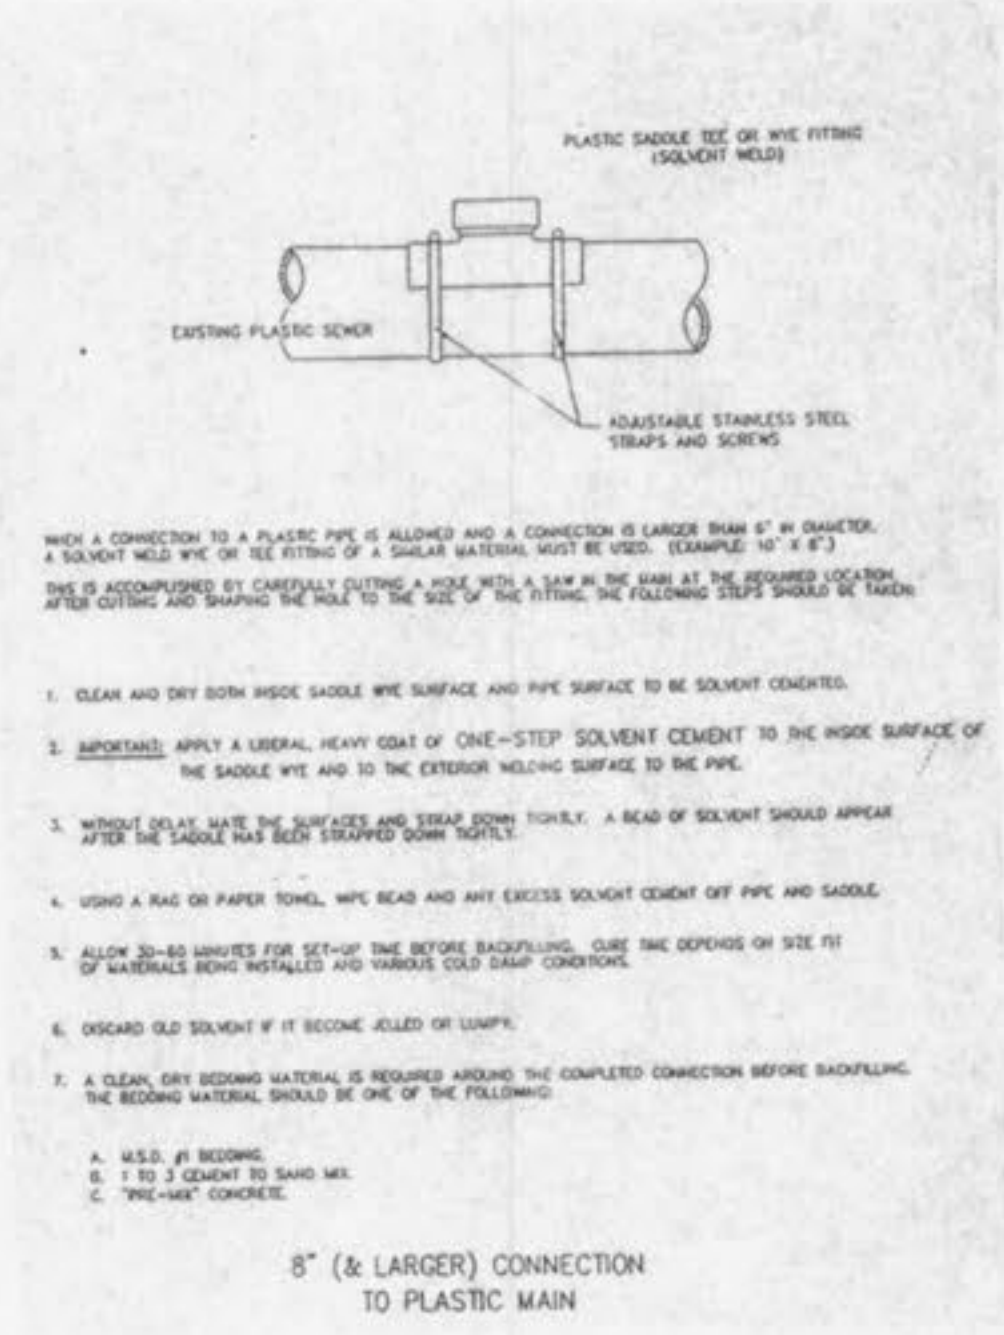 PLASTIC SADDLE TEE OR WYE FITTING
(SOLVENT WELD)
EXISTING PLASTIC SEWER
ADJUSTABLE STAINLESS STEEL
STRAPS AND SCREWS
WHEN A CONNECTION TO A PLASTIC PIPE IS ALLOWED AND A CONNECTION IS LARGER THAN 6" IN DIAMETER,
A SOLVENT WELD WYE OR TEE FITTING OF A SIMILAR MATERIAL MUST BE USED. (EXAMPLE: 10" X 8".)
THIS IS ACCOMPLISHED BY CAREFULLY CUTTING A HOLE WITH A SAW IN THE MAIN AT THE REQUIRED LOCATION.
AFTER CUTTING AND SHAPING THE HOLE TO THE SIZE OF THE FITTING, THE FOLLOWING STEPS SHOULD BE TAKEN:
1. CLEAN AND DRY BOTH INSIDE SADDLE WYE SURFACE AND PIPE SURFACE TO BE SOLVENT CEMENTED.
2. IMPORTANT: APPLY A LIBERAL, HEAVY COAT OF ONE-STEP SOLVENT CEMENT TO THE INSIDE SURFACE OF
THE SADDLE WYE AND TO THE EXTERIOR WELDING SURFACE TO THE PIPE.
3. WITHOUT DELAY, MATE THE SURFACES AND STRAP DOWN TIGHTLY. A BEAD OF SOLVENT SHOULD APPEAR
AFTER THE SADDLE HAS BEEN STRAPPED DOWN TIGHTLY.
4. USING A RAG OR PAPER TOWEL, WIPE BEAD AND ANY EXCESS SOLVENT CEMENT OFF PIPE AND SADDLE.
5. ALLOW 30-60 MINUTES FOR SET-UP TIME BEFORE BACKFILLING. CURE TIME DEPENDS ON SIZE FIT
OF MATERIALS BEING INSTALLED AND VARIOUS COLD DAMP CONDITIONS.
6. DISCARD OLD SOLVENT IF IT BECOME JELLED OR LUMPY.
7. A CLEAN, DRY BEDDING MATERIAL IS REQUIRED AROUND THE COMPLETED CONNECTION BEFORE BACKFILLING.
THE BEDDING MATERIAL SHOULD BE ONE OF THE FOLLOWING:
A. M.S.D. #1 BEDDING.
B. 1 TO 3 CEMENT TO SAND MIX.
C. "PRE-MIX" CONCRETE.
8" (& LARGER) CONNECTION
TO PLASTIC MAIN